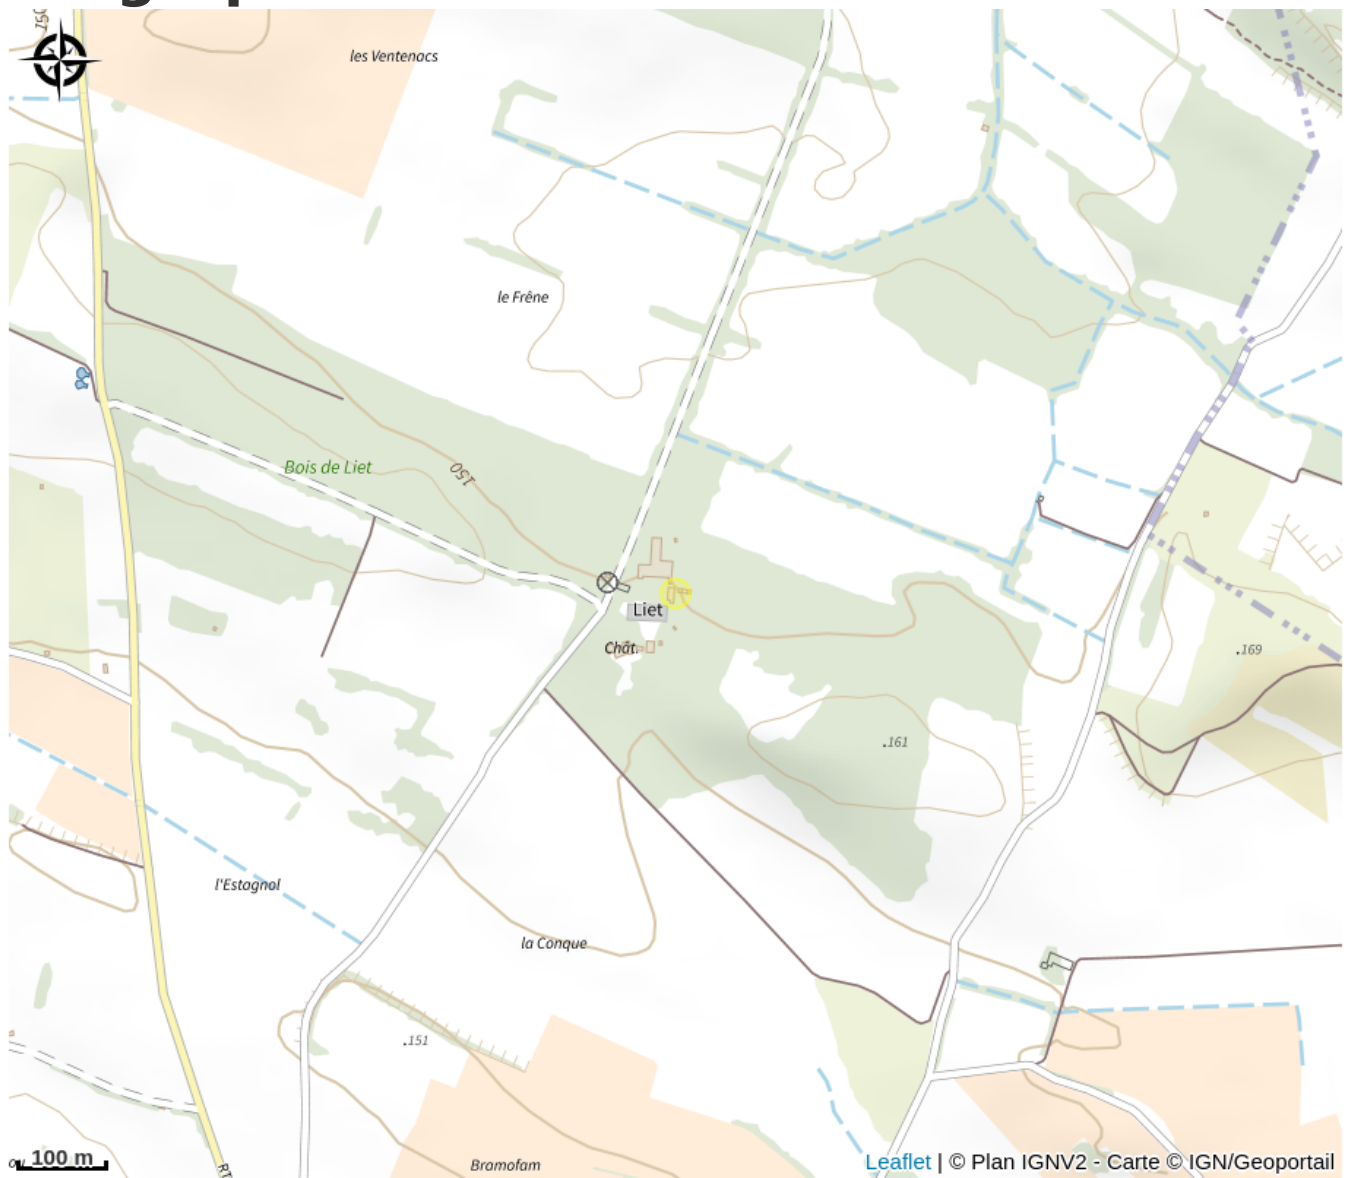 150
les Ventenacs
le Frêne
Bois de Liet
150
Liet
Chât.
.169
.161
l'Estagnol
la Conque
.151
100 m
Bramofam
Leaflet | © Plan IGNV2 - Carte © IGN/Geoportail